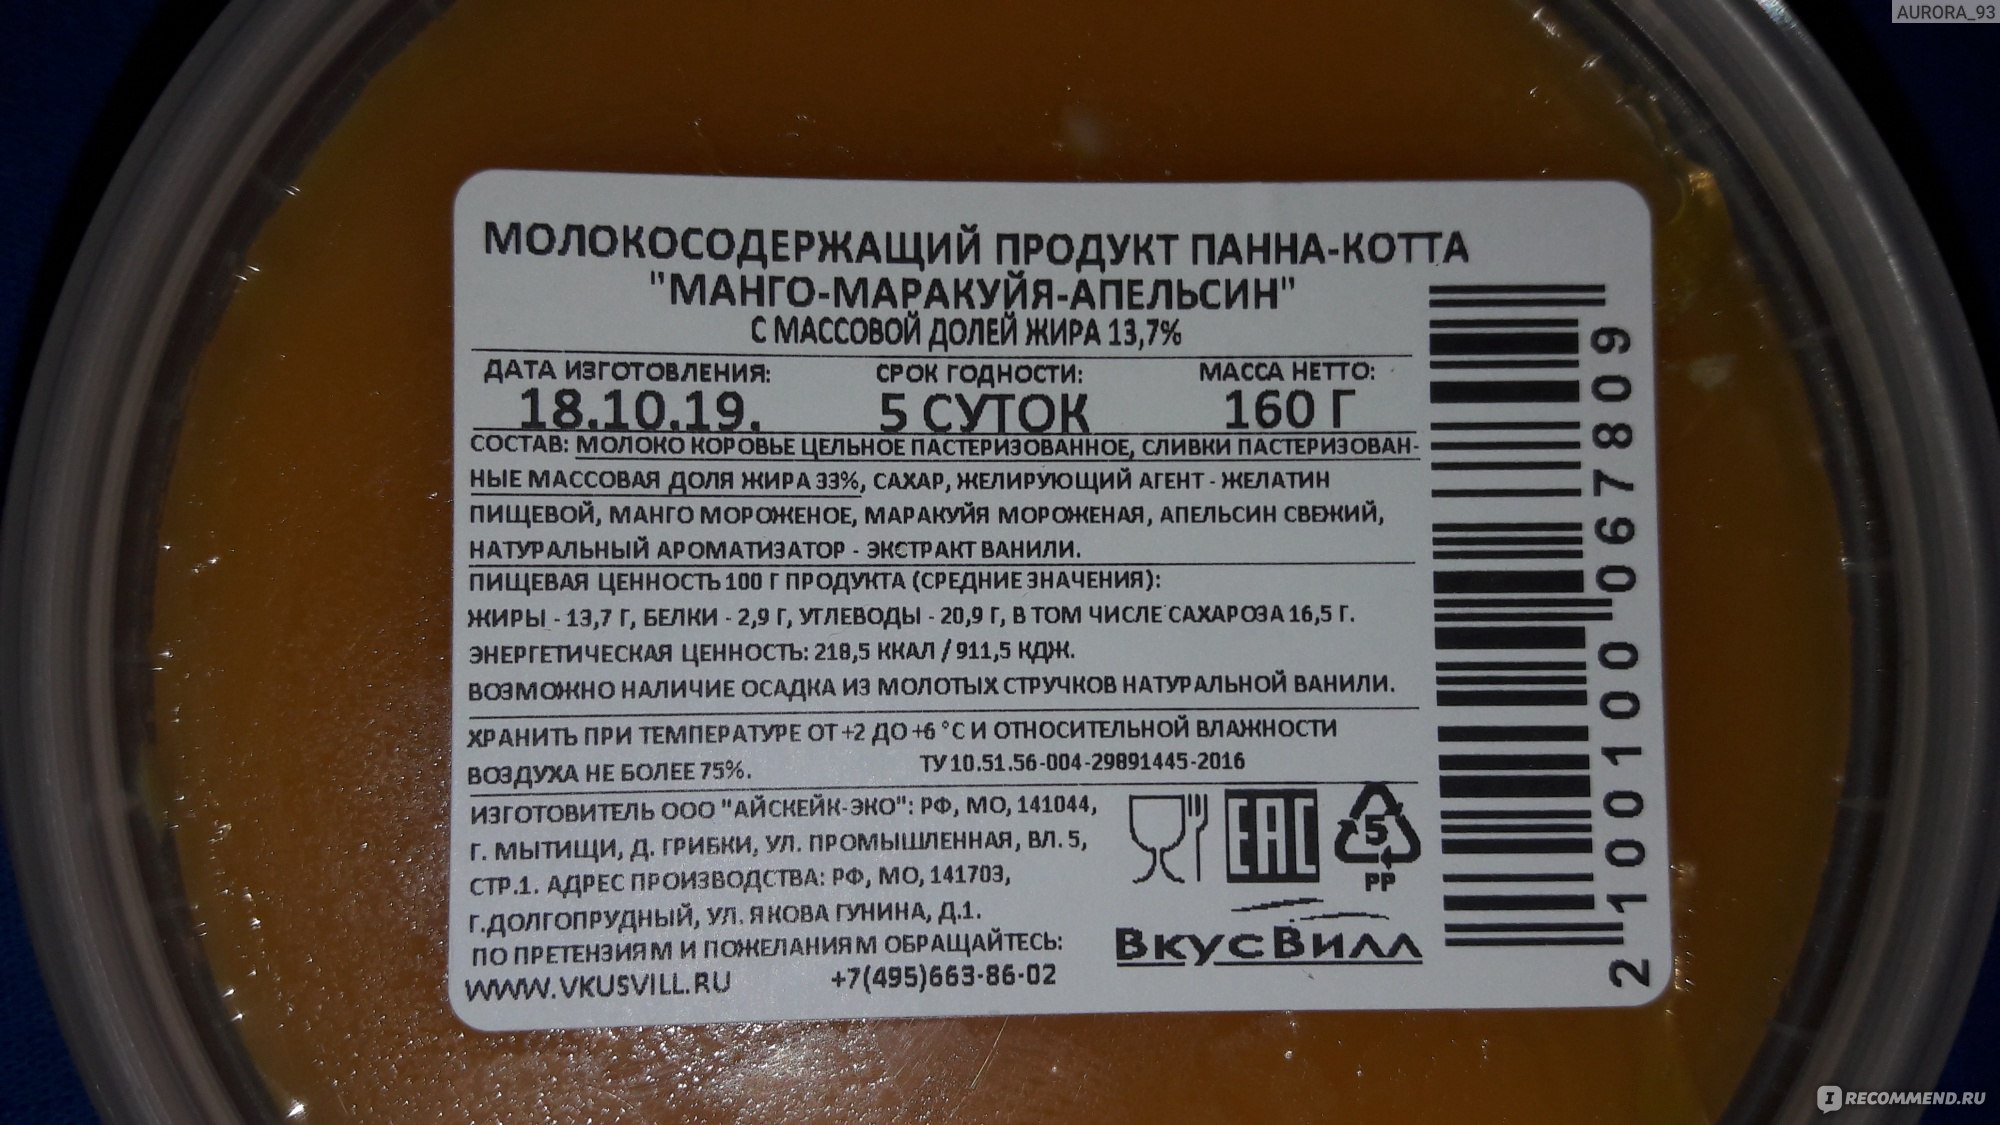 AURORA_93
МОЛОКОСОДЕРЖАЩИЙ ПРОДУКТ ПАННА-КОТТА
"МАНГО-МАРАКУЙЯ-АПЕЛЬСИН"
С МАССОВОЙ ДОЛЕЙ ЖИРА 13,7%
ДАТА ИЗГОТОВЛЕНИЯ: СРОК ГОДНОСТИ: МАССА НЕТТО:
18.10.19. 5 СУТОК 160 Г
СОСТАВ: МОЛОКО КОРОВЬЕ ЦЕЛЬНОЕ ПАСТЕРИЗОВАННОЕ, СЛИВКИ ПАСТЕРИЗОВАН-
НЫЕ МАССОВАЯ ДОЛЯ ЖИРА 33%, САХАР, ЖЕЛИРУЮЩИЙ АГЕНТ - ЖЕЛАТИН
ПИЩЕВОЙ, МАНГО МОРОЖЕНОЕ, МАРАКУЙЯ МОРОЖЕНАЯ, АПЕЛЬСИН СВЕЖИЙ,
НАТУРАЛЬНЫЙ АРОМАТИЗАТОР - ЭКСТРАКТ ВАНИЛИ.
ПИЩЕВАЯ ЦЕННОСТЬ 100 Г ПРОДУКТА (СРЕДНИЕ ЗНАЧЕНИЯ):
ЖИРЫ - 13,7 Г, БЕЛКИ - 2,9 Г, УГЛЕВОДЫ - 20,9 Г, В ТОМ ЧИСЛЕ САХАРОЗА 16,5 Г.
ЭНЕРГЕТИЧЕСКАЯ ЦЕННОСТЬ: 218,5 ККАЛ / 911,5 КДЖ.
ВОЗМОЖНО НАЛИЧИЕ ОСАДКА ИЗ МОЛОТЫХ СТРУЧКОВ НАТУРАЛЬНОЙ ВАНИЛИ.
ХРАНИТЬ ПРИ ТЕМПЕРАТУРЕ ОТ +2 ДО +6 °С И ОТНОСИТЕЛЬНОЙ ВЛАЖНОСТИ
ВОЗДУХА НЕ БОЛЕЕ 75%. ТУ 10.51.56-004-29891445-2016
ИЗГОТОВИТЕЛЬ ООО "АЙСКЕЙК-ЭКО": РФ, МО, 141044,
Г. МЫТИЩИ, Д. ГРИБКИ, УЛ. ПРОМЫШЛЕННАЯ, ВЛ. 5,
СТР.1. АДРЕС ПРОИЗВОДСТВА: РФ, МО, 141703,
Г.ДОЛГОПРУДНЫЙ, УЛ. ЯКОВА ГУНИНА, Д.1.
ПО ПРЕТЕНЗИЯМ И ПОЖЕЛАНИЯМ ОБРАЩАЙТЕСЬ:
WWW.VKUSVILL.RU +7(495)663-86-02
EAC
5
PP
ВкусВилл
2 100100 067809
IRECOMMEND.RU